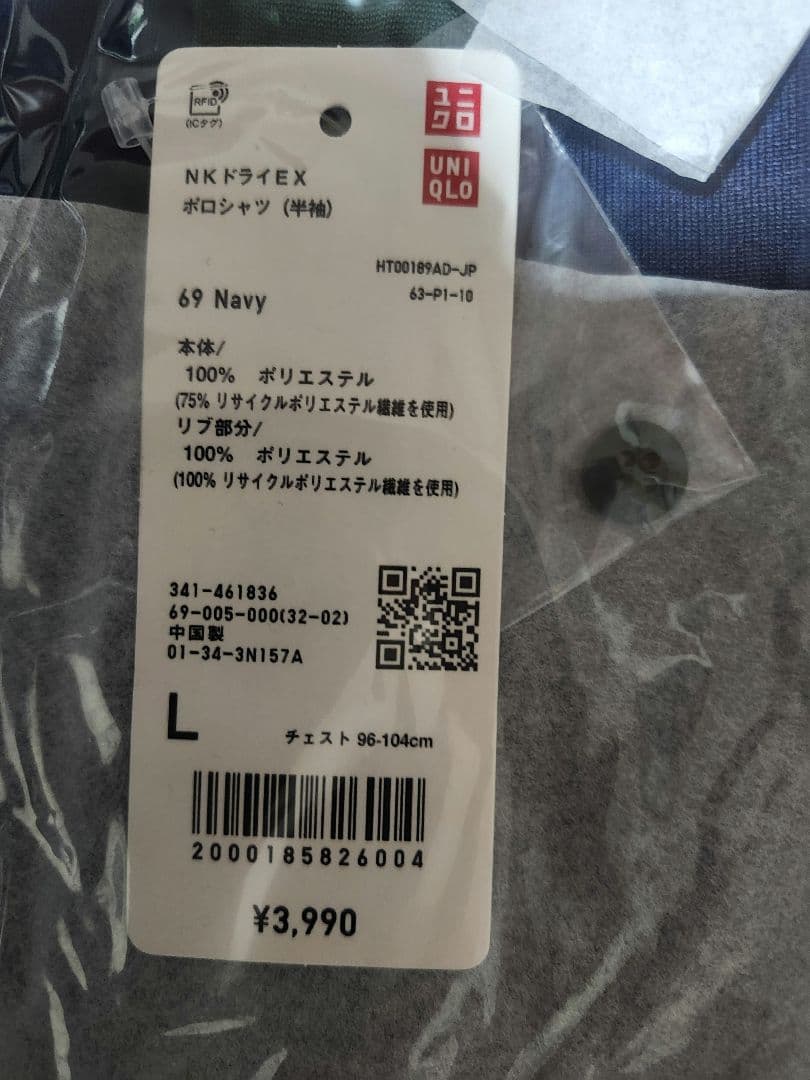 RFID
(ICタグ)
ユニ
クロ
UNI
QLO
NKドライEX
ポロシャツ (半袖)
HT00189AD-JP
63-P1-10
69 Navy
本体/
100% ポリエステル
(75% リサイクルポリエステル繊維を使用)
リブ部分/
100% ポリエステル
(100% リサイクルポリエステル繊維を使用)
341-461836
69-005-000(32-02)
中国製
01-34-3N157A
L
チェスト 96-104cm
2000185826004
¥3,990